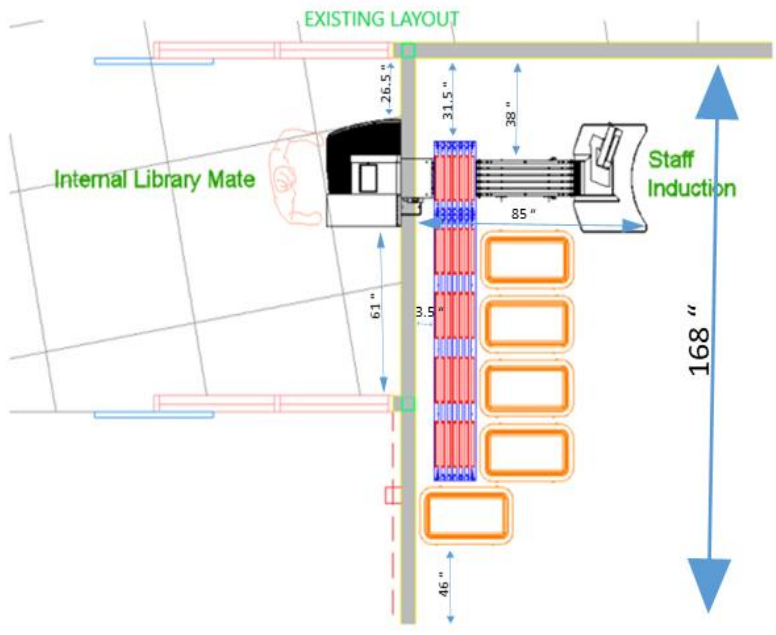 EXISTING LAYOUT
26.5 "
31.5 "
38 "
Internal Library Mate
Staff
Induction
85 "
61 "
3.5 "
168 "
46 "